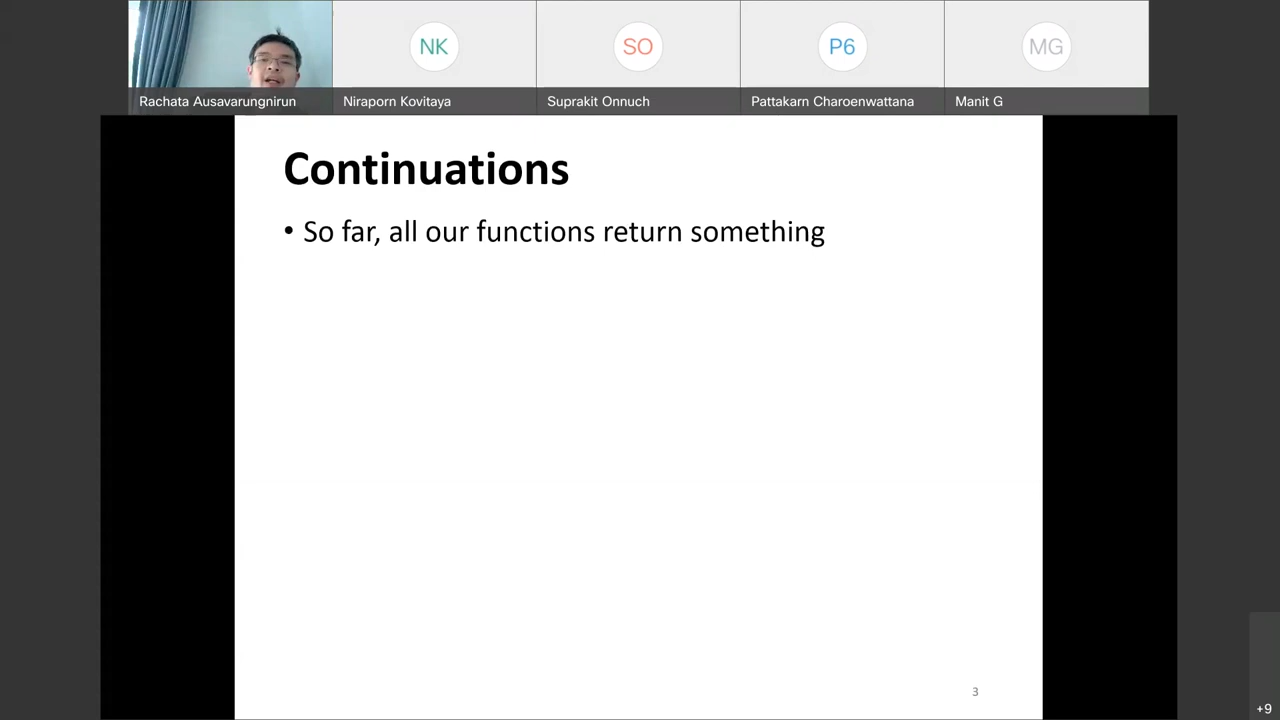 NK
SO
P6
MG
Rachata Ausavarungnirun
Niraporn Kovitaya
Suprakit Onnuch
Pattakarn Charoenwattana
Manit G
Continuations
• So far, all our functions return something
3
+9